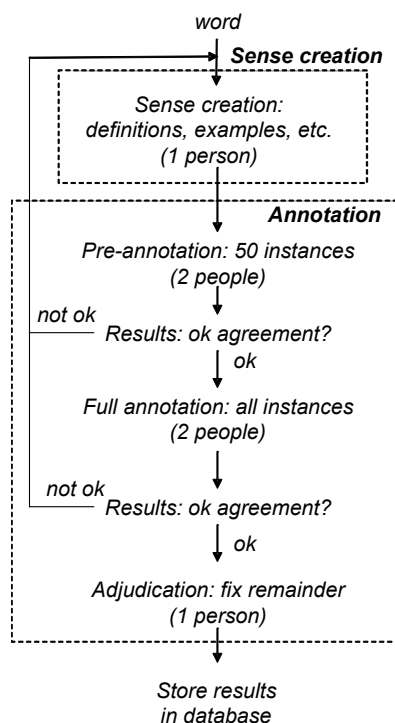 word
Sense creation
Sense creation:
definitions, examples, etc.
(1 person)
Annotation
Pre-annotation: 50 instances
(2 people)
not ok
Results: ok agreement?
ok
Full annotation: all instances
(2 people)
not ok
Results: ok agreement?
ok
Adjudication: fix remainder
(1 person)
Store results
in database